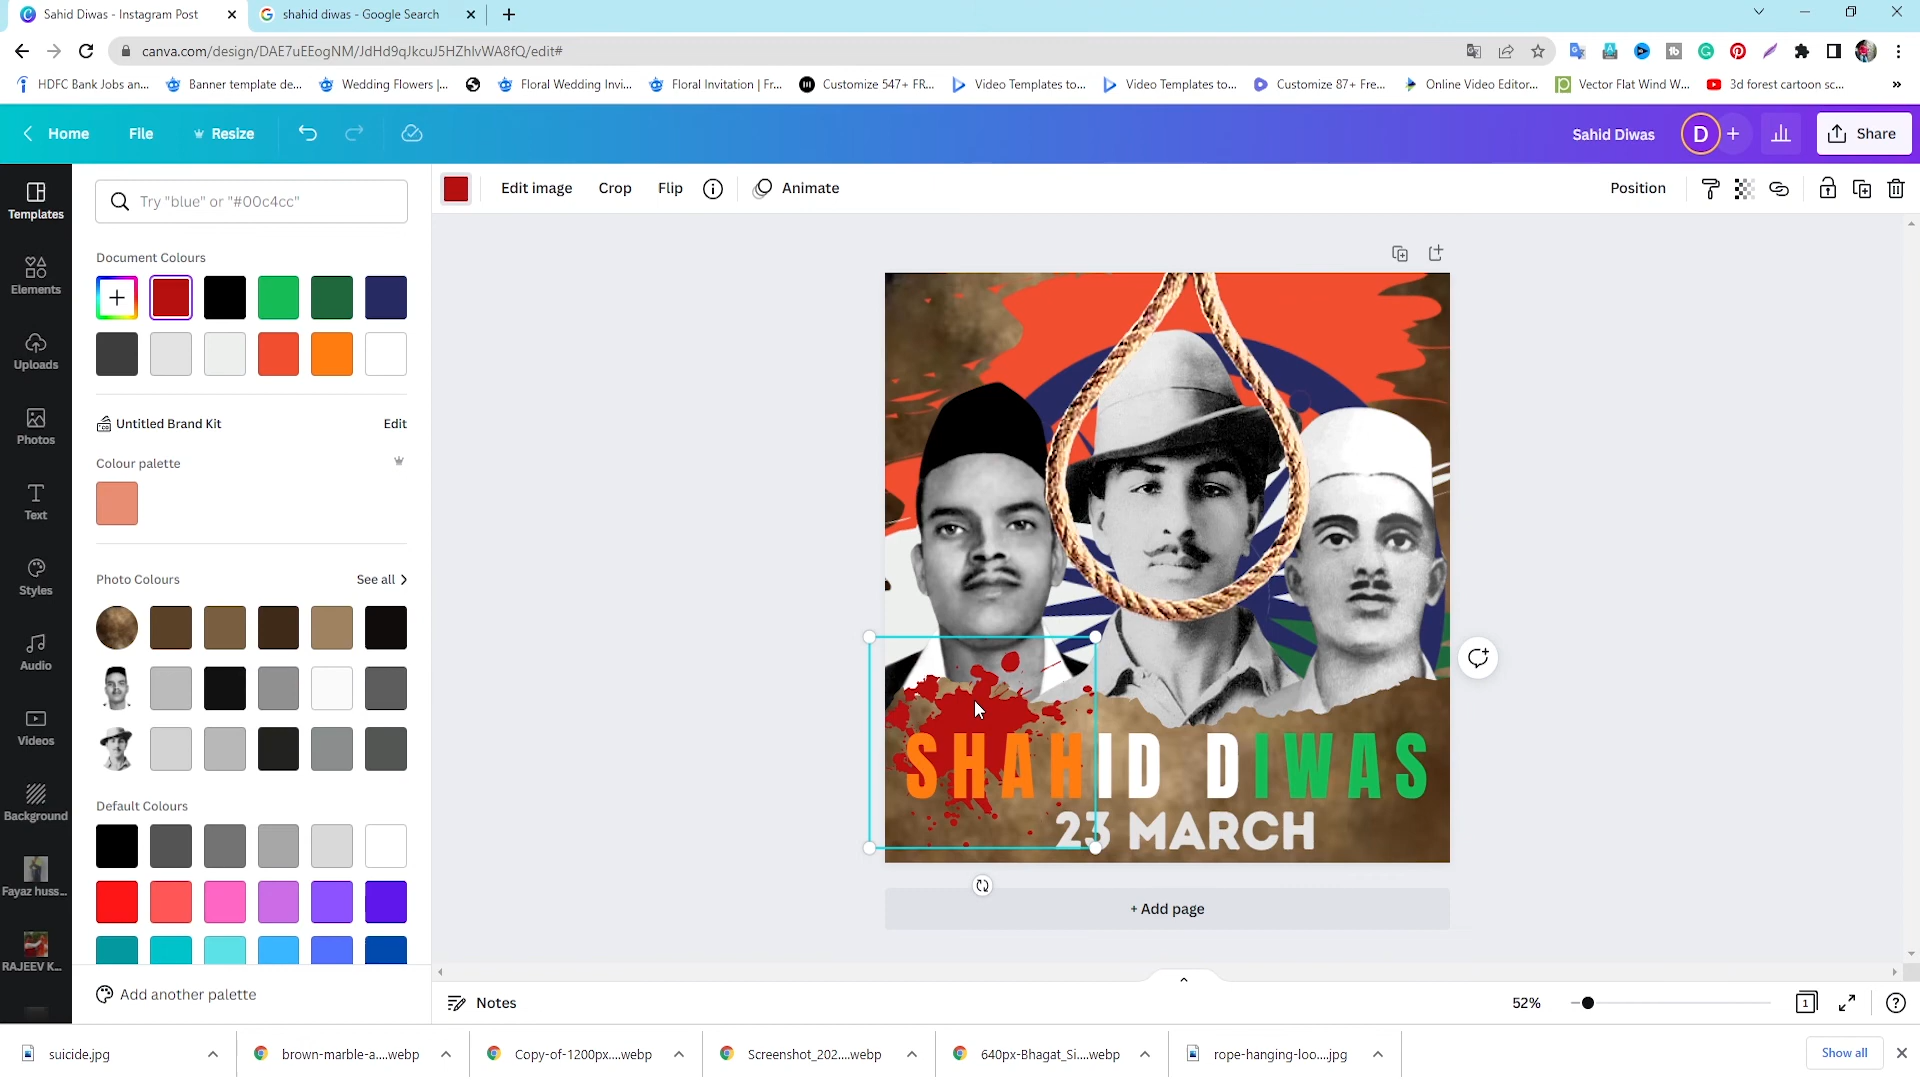 Sahid Diwas - Instagram Post
shahid diwas - Google Search
canva.com/design/DAE7uEEogNM/JdHd9qJkcuJ5HZhlvWA8fQ/edit#
HDFC Bank Jobs an...
Banner template de...
Wedding Flowers |...
Floral Wedding Invi...
Floral Invitation | Fr...
Customize 547+ FR...
Video Templates to...
Video Templates to...
Customize 87+ Fre...
Online Video Editor...
Vector Flat Wind W...
3d forest cartoon sc...
Home
File
Resize
Sahid Diwas
D
Share
Templates
Elements
Uploads
Photos
Text
Styles
Audio
Videos
Background
Fayaz huss...
RAJEEV K...
Try "blue" or "#00c4cc"
Document Colours
Untitled Brand Kit
Edit
Colour palette
Photo Colours
See all
Default Colours
Add another palette
Edit image
Crop
Flip
Animate
Position
SHAHID DIWAS
23 MARCH
+ Add page
Notes
52%
1
suicide.jpg
brown-marble-a....webp
Copy-of-1200px....webp
Screenshot_202....webp
640px-Bhagat_Si....webp
rope-hanging-loo....jpg
Show all